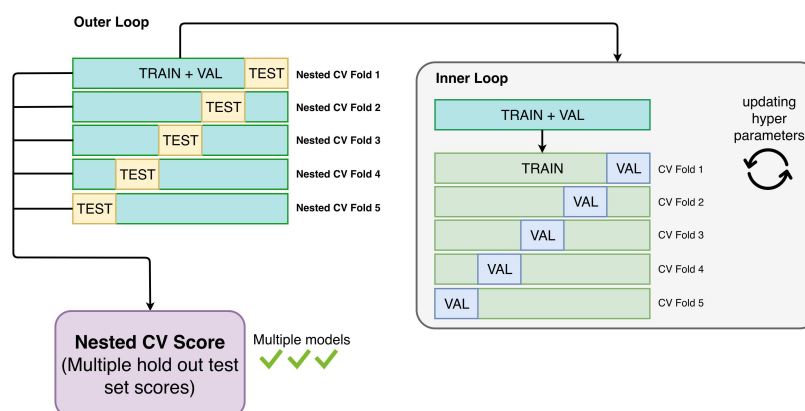 Outer Loop
TRAIN + VAL
TEST
Nested CV Fold 1
TEST
Nested CV Fold 2
TEST
Nested CV Fold 3
TEST
Nested CV Fold 4
TEST
Nested CV Fold 5
Inner Loop
TRAIN + VAL
TRAIN
VAL
CV Fold 1
VAL
CV Fold 2
VAL
CV Fold 3
VAL
CV Fold 4
VAL
CV Fold 5
updating
hyper
parameters
Nested CV Score
(Multiple hold out test
set scores)
Multiple models